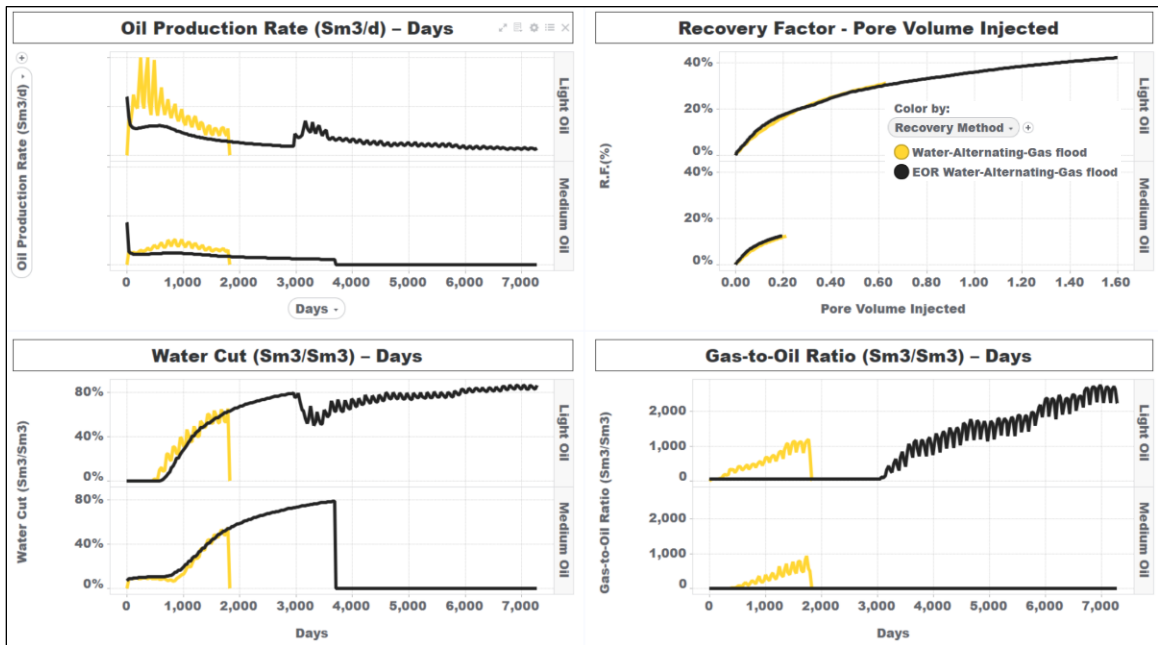 Oil Production Rate (Sm3/d) – Days
Oil Production Rate (Sm3/d) -
Light Oil
Medium Oil
0 1,000 2,000 3,000 4,000 5,000 6,000 7,000
Days -
Recovery Factor - Pore Volume Injected
R.F.(%)
40%
20%
0%
Light Oil
40%
20%
0%
Medium Oil
Color by:
Recovery Method -
Water-Alternating-Gas flood
EOR Water-Alternating-Gas flood
0.00 0.20 0.40 0.60 0.80 1.00 1.20 1.40 1.60
Pore Volume Injected
Water Cut (Sm3/Sm3) – Days
Water Cut (Sm3/Sm3)
80%
40%
0%
Light Oil
80%
40%
0%
Medium Oil
0 1,000 2,000 3,000 4,000 5,000 6,000 7,000
Days
Gas-to-Oil Ratio (Sm3/Sm3) – Days
Gas-to-Oil Ratio (Sm3/Sm3)
2,000
1,000
0
Light Oil
2,000
1,000
0
Medium Oil
0 1,000 2,000 3,000 4,000 5,000 6,000 7,000
Days